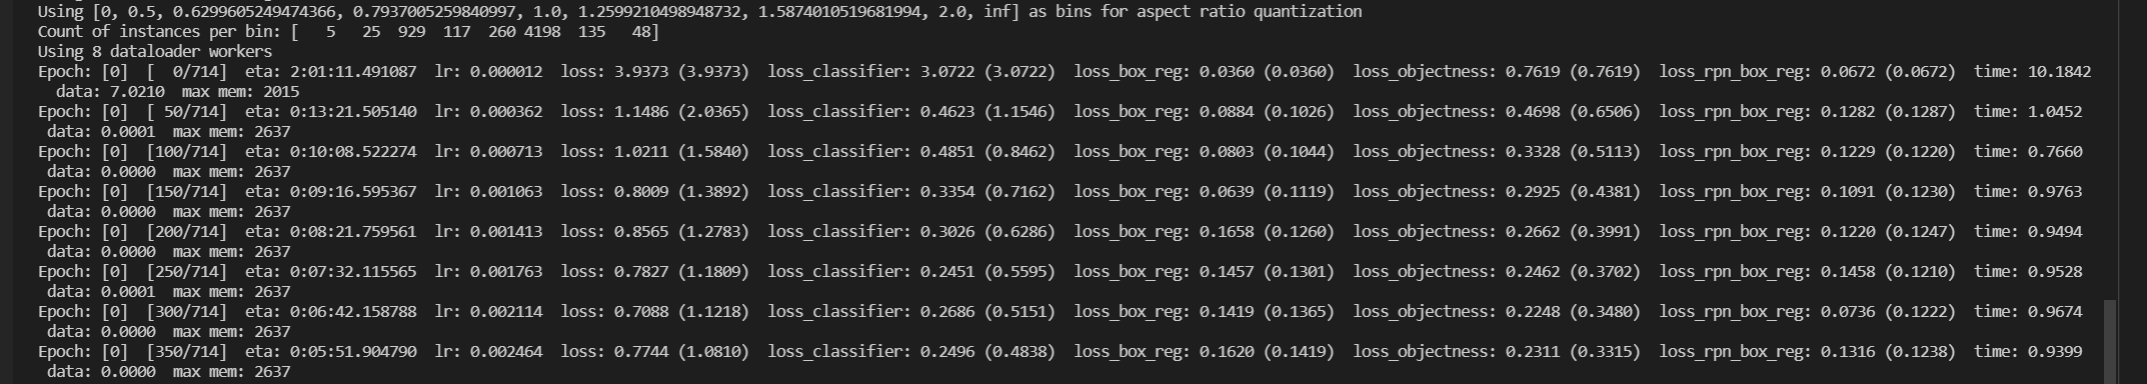 Using [0, 0.5, 0.6299605249474366, 0.7937005259840997, 1.0, 1.2599210498948732, 1.5874010519681994, 2.0, inf] as bins for aspect ratio quantization
Count of instances per bin: [   5   25  929  117  260 4198  135   48]
Using 8 dataloader workers
Epoch: [0]  [  0/714]  eta: 2:01:11.491087  lr: 0.000012  loss: 3.9373 (3.9373)  loss_classifier: 3.0722 (3.0722)  loss_box_reg: 0.0360 (0.0360)  loss_objectness: 0.7619 (0.7619)  loss_rpn_box_reg: 0.0672 (0.0672)  time: 10.1842
data: 7.0210  max mem: 2015
Epoch: [0]  [ 50/714]  eta: 0:13:21.505140  lr: 0.000362  loss: 1.1486 (2.0365)  loss_classifier: 0.4623 (1.1546)  loss_box_reg: 0.0884 (0.1026)  loss_objectness: 0.4698 (0.6506)  loss_rpn_box_reg: 0.1282 (0.1287)  time: 1.0452
data: 0.0001  max mem: 2637
Epoch: [0]  [100/714]  eta: 0:10:08.522274  lr: 0.000713  loss: 1.0211 (1.5840)  loss_classifier: 0.4851 (0.8462)  loss_box_reg: 0.0803 (0.1044)  loss_objectness: 0.3328 (0.5113)  loss_rpn_box_reg: 0.1229 (0.1220)  time: 0.7660
data: 0.0000  max mem: 2637
Epoch: [0]  [150/714]  eta: 0:09:16.595367  lr: 0.001063  loss: 0.8009 (1.3892)  loss_classifier: 0.3354 (0.7162)  loss_box_reg: 0.0639 (0.1119)  loss_objectness: 0.2925 (0.4381)  loss_rpn_box_reg: 0.1091 (0.1230)  time: 0.9763
data: 0.0000  max mem: 2637
Epoch: [0]  [200/714]  eta: 0:08:21.759561  lr: 0.001413  loss: 0.8565 (1.2783)  loss_classifier: 0.3026 (0.6286)  loss_box_reg: 0.1658 (0.1260)  loss_objectness: 0.2662 (0.3991)  loss_rpn_box_reg: 0.1220 (0.1247)  time: 0.9494
data: 0.0000  max mem: 2637
Epoch: [0]  [250/714]  eta: 0:07:32.115565  lr: 0.001763  loss: 0.7827 (1.1809)  loss_classifier: 0.2451 (0.5595)  loss_box_reg: 0.1457 (0.1301)  loss_objectness: 0.2462 (0.3702)  loss_rpn_box_reg: 0.1458 (0.1210)  time: 0.9528
data: 0.0001  max mem: 2637
Epoch: [0]  [300/714]  eta: 0:06:42.158788  lr: 0.002114  loss: 0.7088 (1.1218)  loss_classifier: 0.2686 (0.5151)  loss_box_reg: 0.1419 (0.1365)  loss_objectness: 0.2248 (0.3480)  loss_rpn_box_reg: 0.0736 (0.1222)  time: 0.9674
data: 0.0000  max mem: 2637
Epoch: [0]  [350/714]  eta: 0:05:51.904790  lr: 0.002464  loss: 0.7744 (1.0810)  loss_classifier: 0.2496 (0.4838)  loss_box_reg: 0.1620 (0.1419)  loss_objectness: 0.2311 (0.3315)  loss_rpn_box_reg: 0.1316 (0.1238)  time: 0.9399
data: 0.0000  max mem: 2637